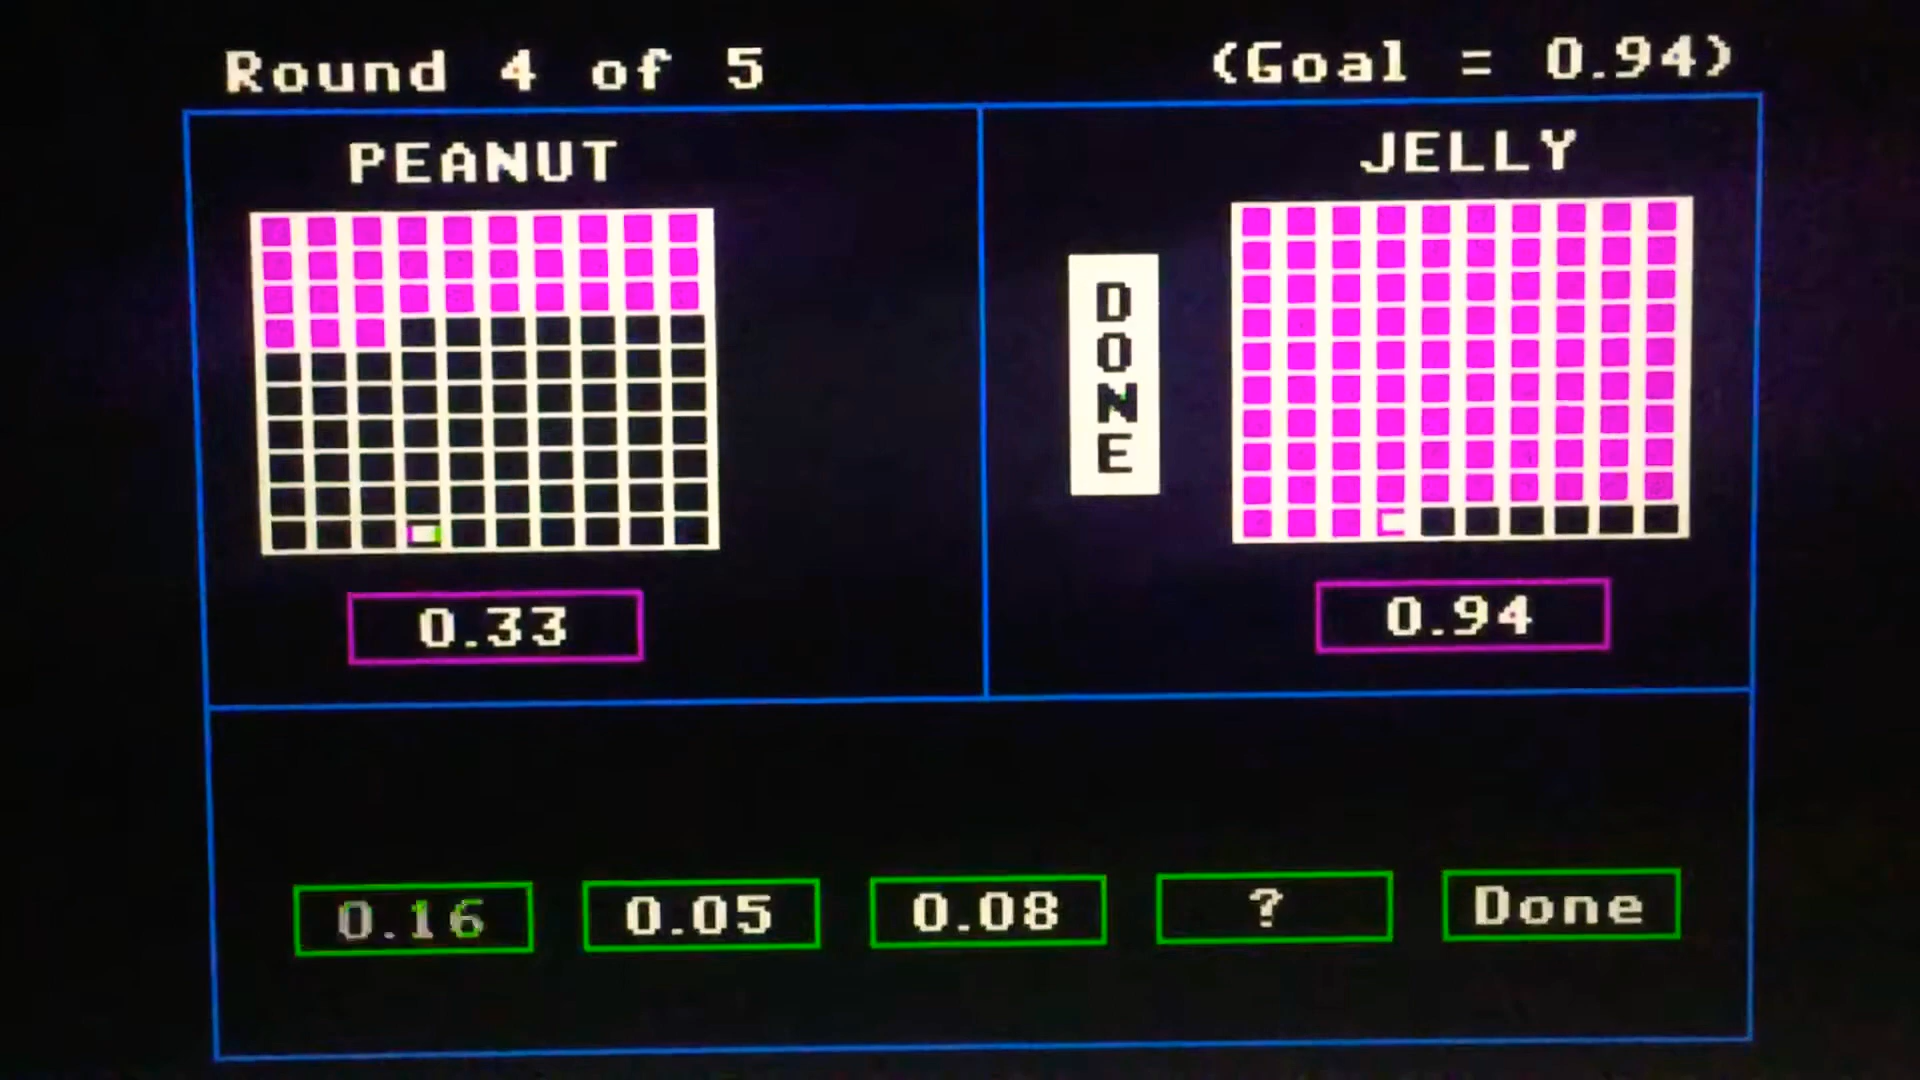 Round 4 of 5
(Goal = 0.94)
PEANUT
JELLY
DONE
0.33
0.94
0.16
0.05
0.08
?
Done